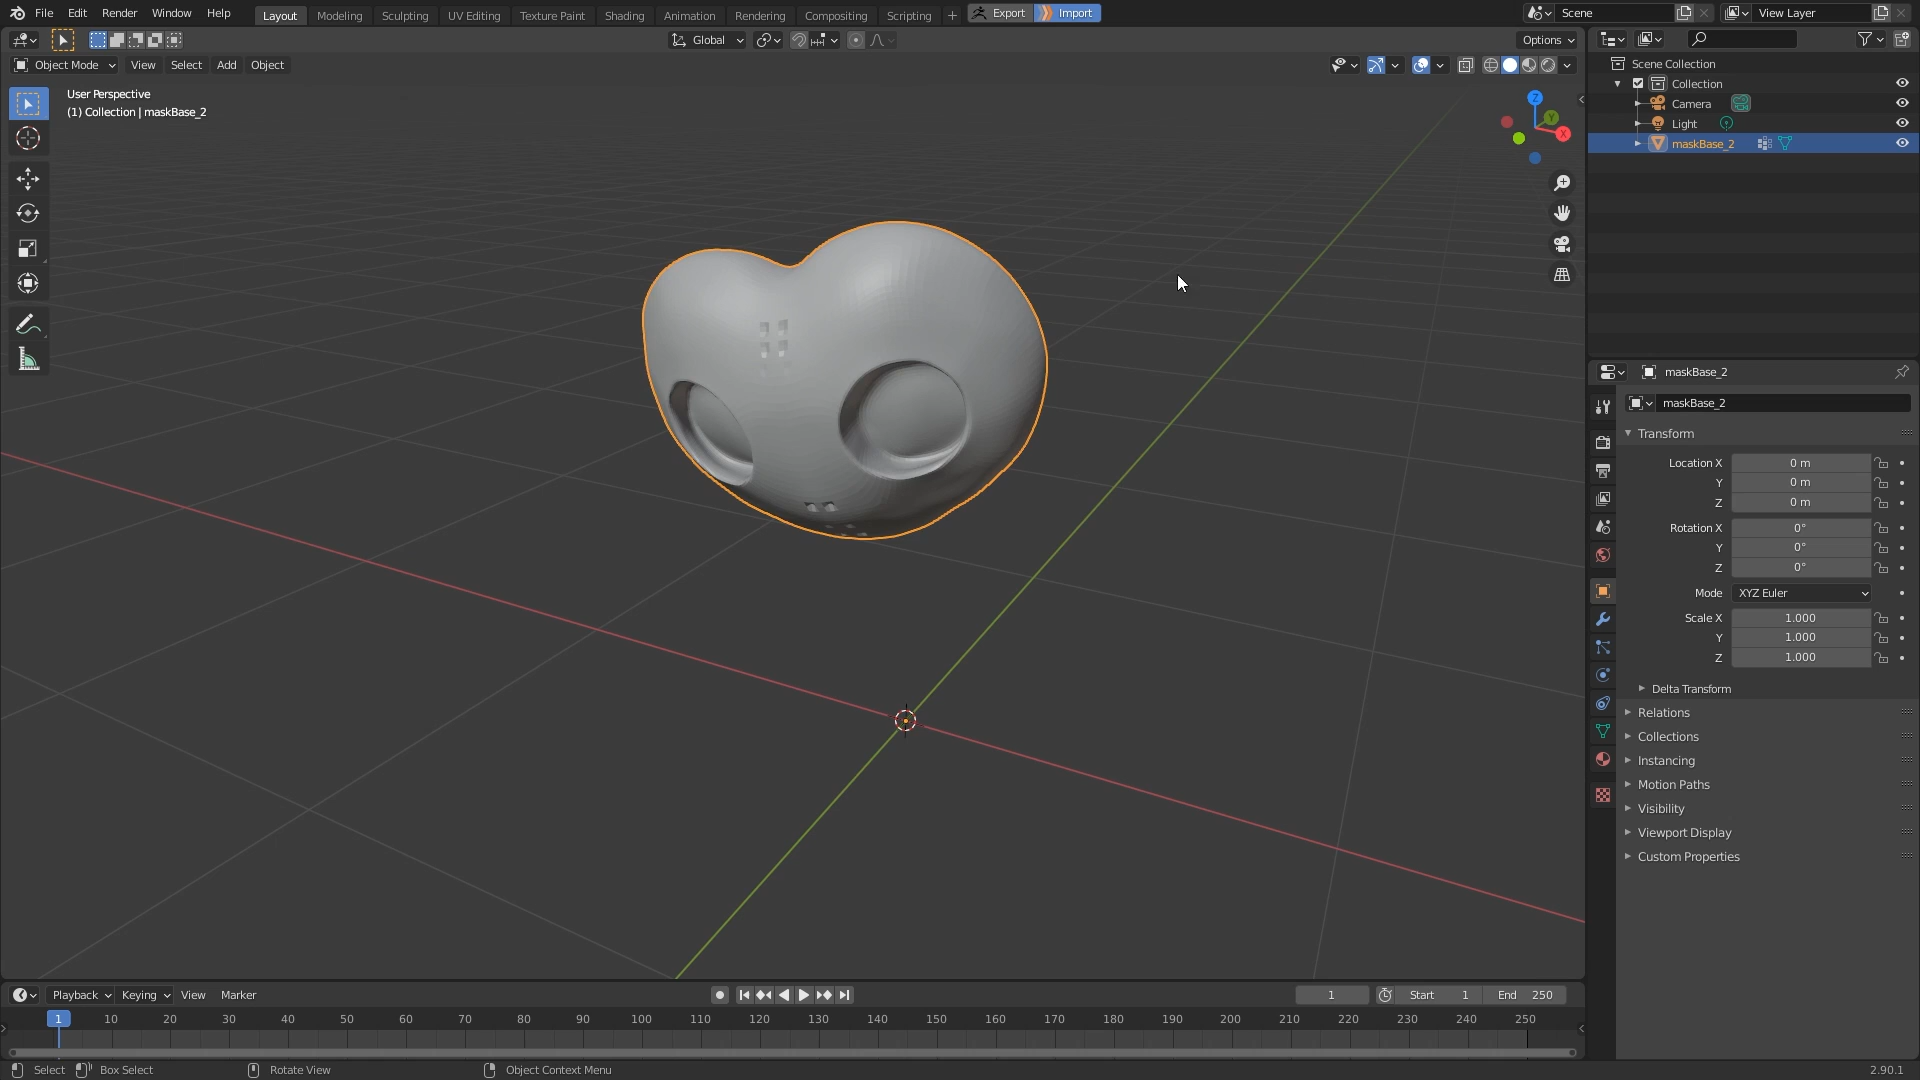 File Edit Render Window Help Layout Modeling Sculpting UV Editing Texture Paint Shading Animation Rendering Compositing Scripting + Export Import Scene View Layer
Global Options
Object Mode View Select Add Object
User Perspective
(1) Collection | maskBase_2
Z
Y
X
Scene Collection
Collection
Camera
Light
maskBase_2
maskBase_2
maskBase_2
Transform
Location X 0 m
Y 0 m
Z 0 m
Rotation X 0°
Y 0°
Z 0°
Mode XYZ Euler
Scale X 1.000
Y 1.000
Z 1.000
Delta Transform
Relations
Collections
Instancing
Motion Paths
Visibility
Viewport Display
Custom Properties
Playback Keying View Marker 1 Start 1 End 250
1 10 20 30 40 50 60 70 80 90 100 110 120 130 140 150 160 170 180 190 200 210 220 230 240 250
Select Box Select Rotate View Object Context Menu 2.90.1